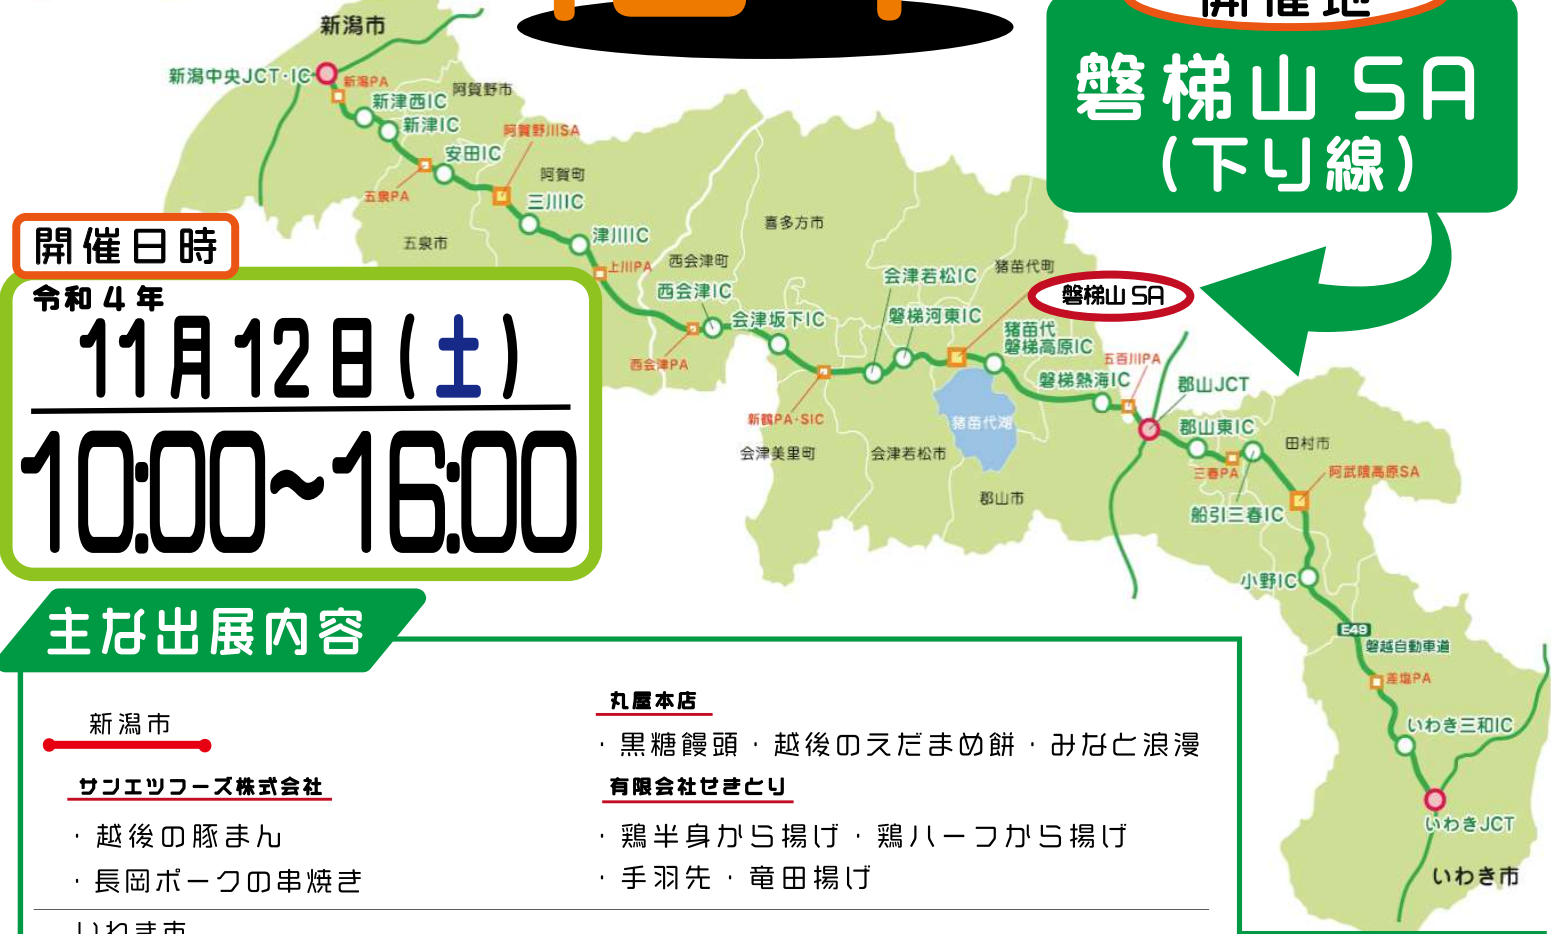 開催地
磐梯山 SA
(下り線)
新潟市
新潟中央JCT・IC
新潟PA
新津西IC
阿賀野市
新津IC
阿賀野川SA
安田IC
阿賀町
五泉PA
三川IC
五泉市
津川IC
上川PA
西会津町
喜多方市
西会津IC
会津若松IC
猪苗代町
磐梯山 SA
会津坂下IC
磐梯河東IC
猪苗代
磐梯高原IC
西会津PA
五百川PA
磐梯熱海IC
郡山JCT
新鶴PA・SIC
猪苗代湖
郡山東IC
田村市
会津美里町
会津若松市
三春PA
阿武隈高原SA
郡山市
船引三春IC
小野IC
E49
磐越自動車道
差塩PA
いわき三和IC
いわきJCT
いわき市
開催日時
令和4年
11月12日(土)
10:00~16:00
主な出展内容
新潟市
サンエツフーズ株式会社
・越後の豚まん
・長岡ポークの串焼き
丸屋本店
・黒糖饅頭・越後のえだまめ餅・みなと浪漫
有限会社せきとり
・鶏半身から揚げ・鶏ハーフから揚げ
・手羽先・竜田揚げ
いわき市